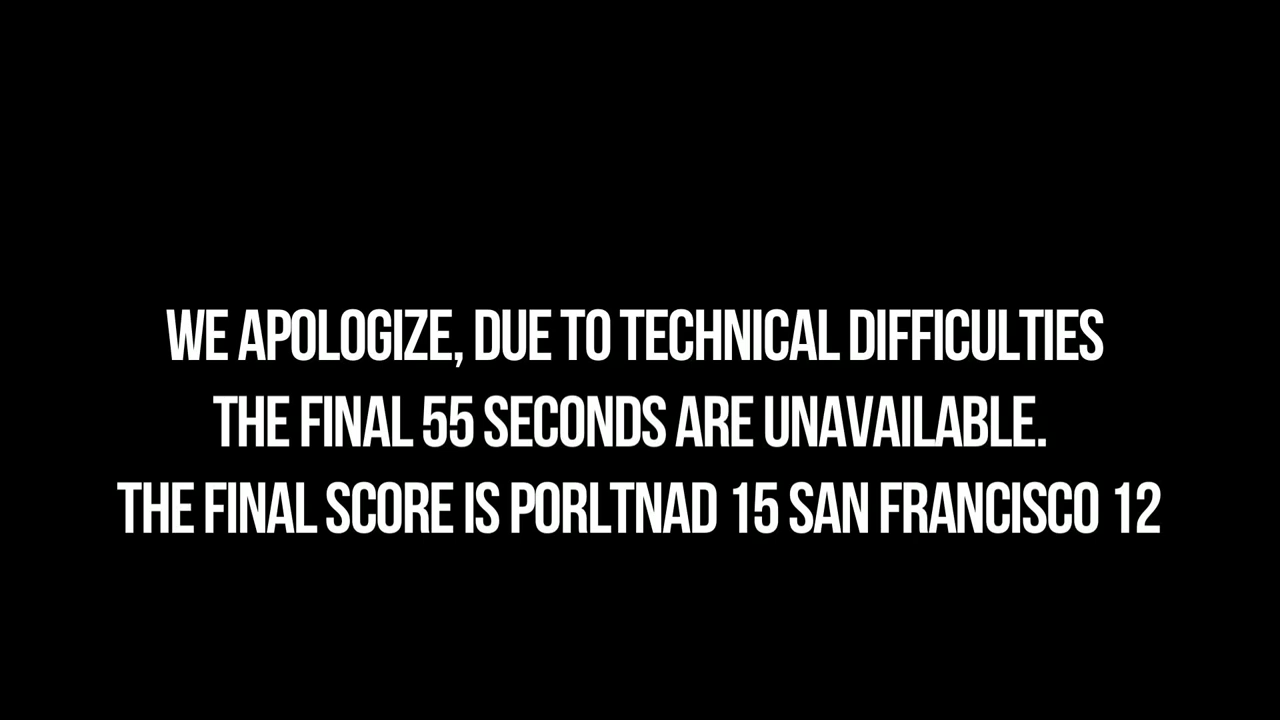 WE APOLOGIZE, DUE TO TECHNICAL DIFFICULTIES
THE FINAL 55 SECONDS ARE UNAVAILABLE.
THE FINAL SCORE IS PORLTNAD 15 SAN FRANCISCO 12